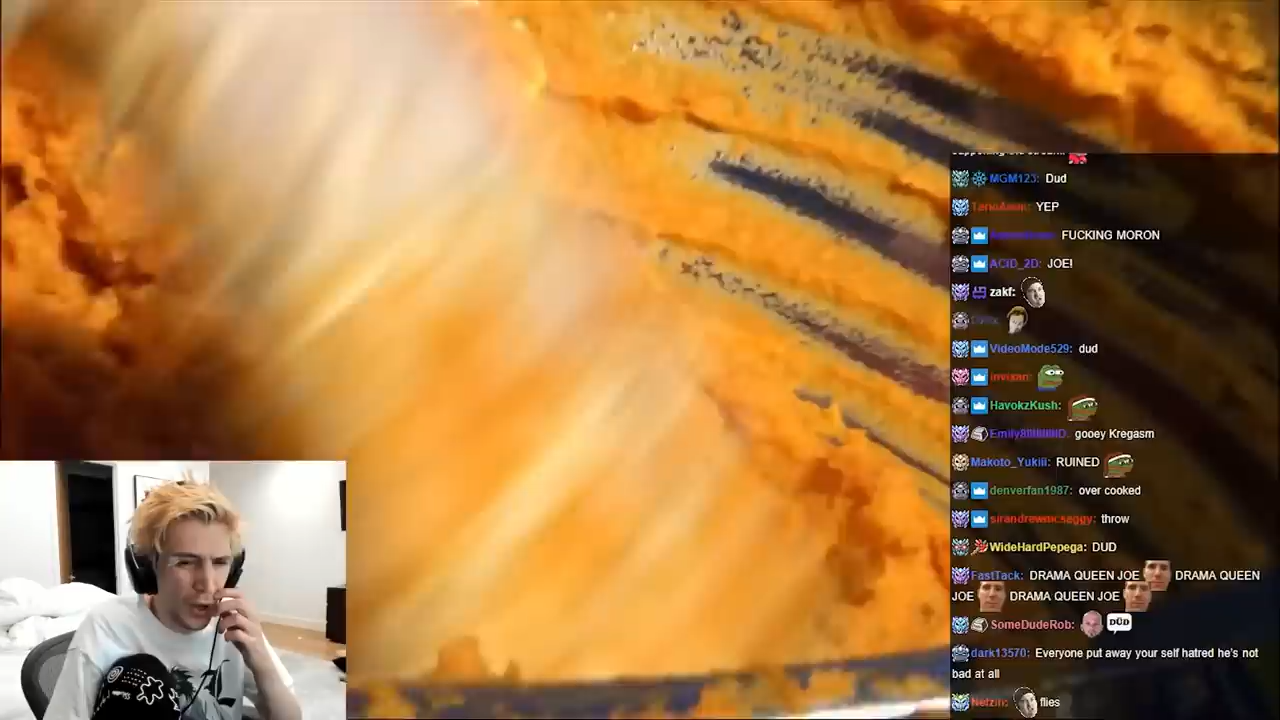 MGM123: Dud
YEP
FUCKING MORON
ACID_2D: JOE!
zakf:
VideoMode529: dud
HavokzKush:
gooey Kregasm
Makoto_Yukiii: RUINED
denverfan1987: over cooked
sirandrewmcsaggy: throw
WideHardPepega: DUD
FastTack: DRAMA QUEEN JOE DRAMA QUEEN
JOE DRAMA QUEEN JOE
SomeDudeRob: DÜD
dark13570: Everyone put away your self hatred he's not
bad at all
Netzin: flies